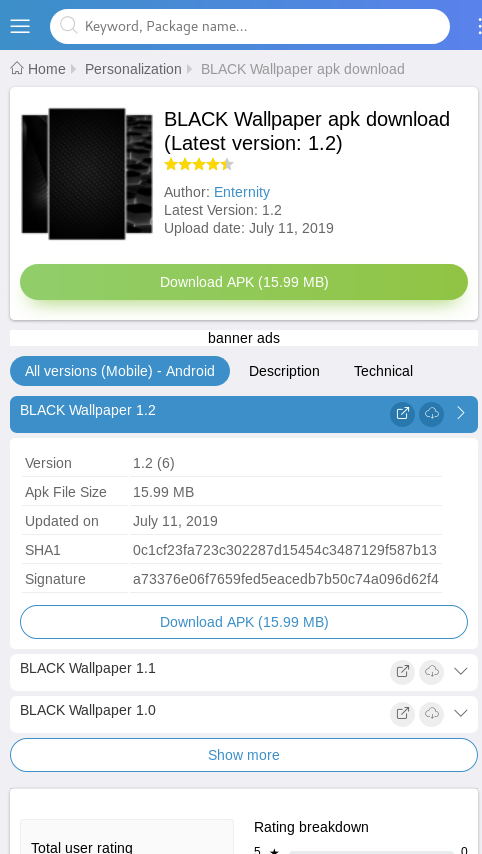 Keyword, Package name...
Home Personalization BLACK Wallpaper apk download
BLACK Wallpaper apk download
(Latest version: 1.2)
Author: Enternity
Latest Version: 1.2
Upload date: July 11, 2019
Download APK (15.99 MB)
banner ads
All versions (Mobile) - Android Description Technical
BLACK Wallpaper 1.2
Version 1.2 (6)
Apk File Size 15.99 MB
Updated on July 11, 2019
SHA1 0c1cf23fa723c302287d15454c3487129f587b13
Signature a73376e06f7659fed5eacedb7b50c74a096d62f4
Download APK (15.99 MB)
BLACK Wallpaper 1.1
BLACK Wallpaper 1.0
Show more
Rating breakdown
Total user rating
5 ★ 0